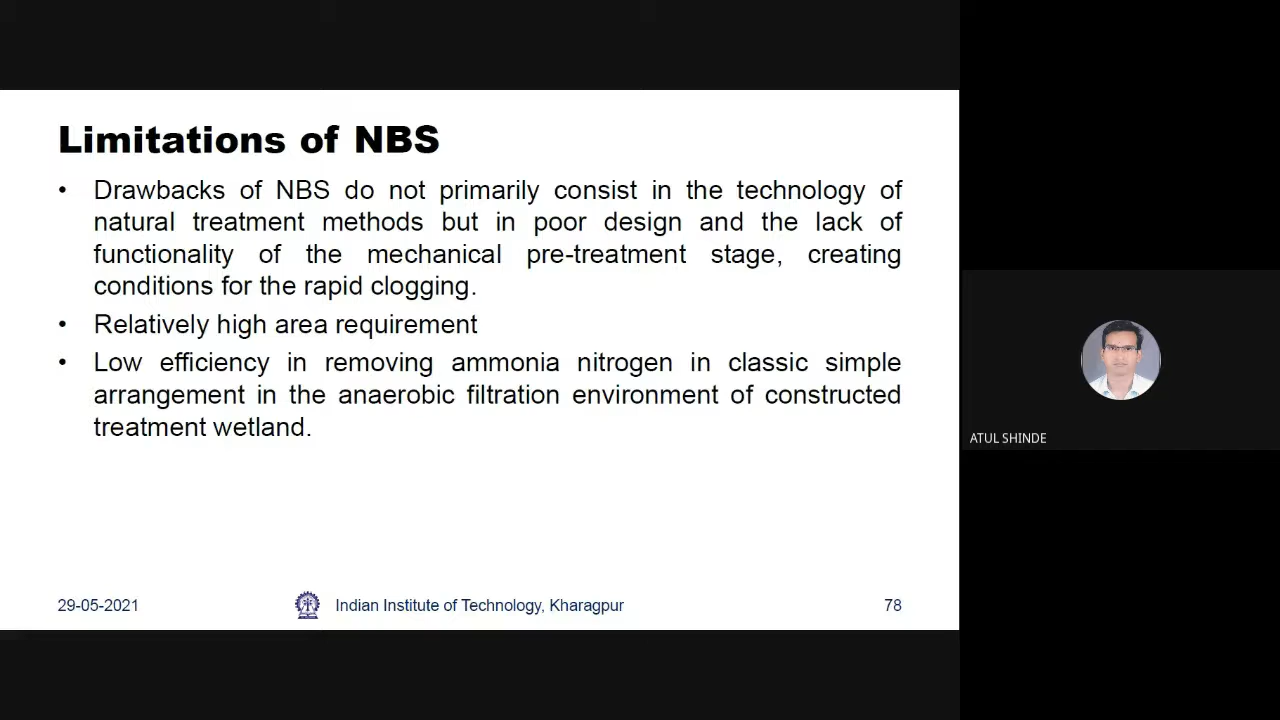 Limitations of NBS
• Drawbacks of NBS do not primarily consist in the technology of
natural treatment methods but in poor design and the lack of
functionality of the mechanical pre-treatment stage, creating
conditions for the rapid clogging.
• Relatively high area requirement
• Low efficiency in removing ammonia nitrogen in classic simple
arrangement in the anaerobic filtration environment of constructed
treatment wetland.
29-05-2021 Indian Institute of Technology, Kharagpur 78
ATUL SHINDE